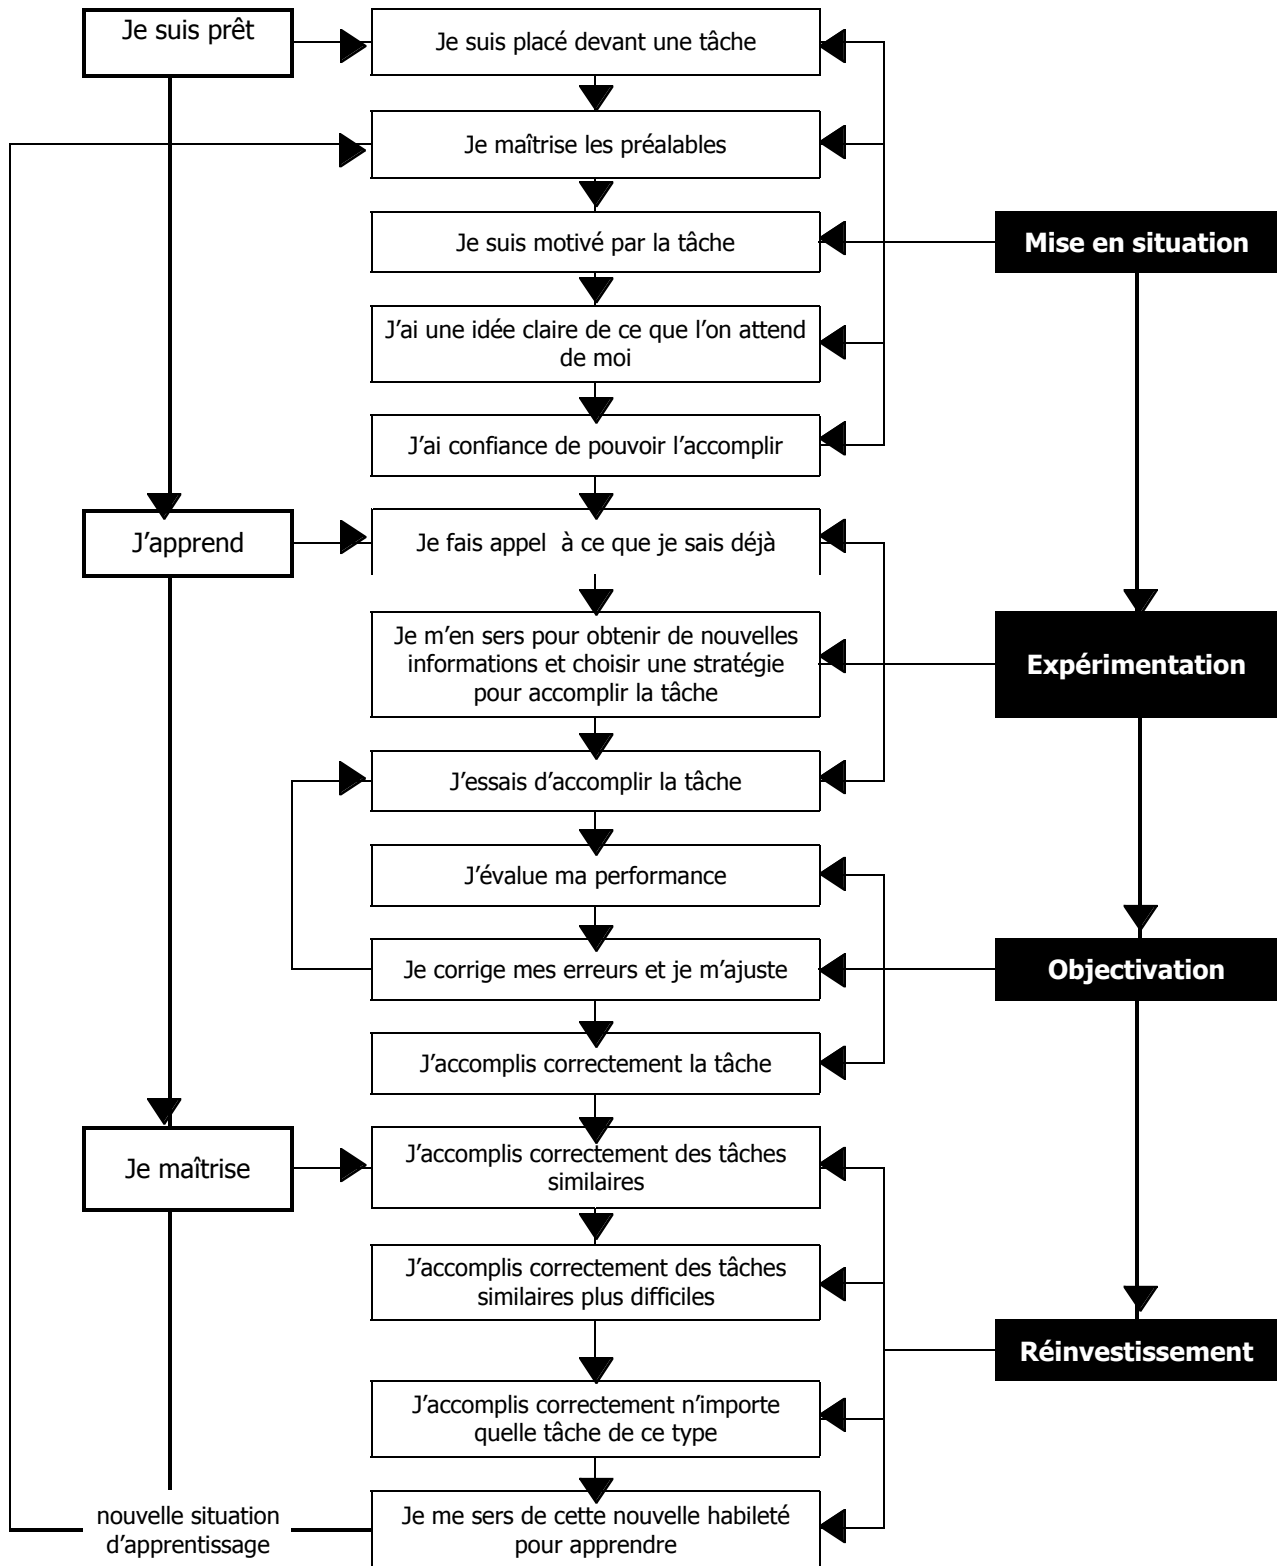 Je suis prêt
Je suis placé devant une tâche
Je maîtrise les préalables
Je suis motivé par la tâche
Mise en situation
J’ai une idée claire de ce que l’on attend
de moi
J’ai confiance de pouvoir l’accomplir
J’apprend
Je fais appel  à ce que je sais déjà
Je m’en sers pour obtenir de nouvelles
informations et choisir une stratégie
pour accomplir la tâche
Expérimentation
J’essais d’accomplir la tâche
J’évalue ma performance
Je corrige mes erreurs et je m’ajuste
Objectivation
J’accomplis correctement la tâche
Je maîtrise
J’accomplis correctement des tâches
similaires
J’accomplis correctement des tâches
similaires plus difficiles
Réinvestissement
J’accomplis correctement n’importe
quelle tâche de ce type
nouvelle situation
d’apprentissage
Je me sers de cette nouvelle habileté
pour apprendre